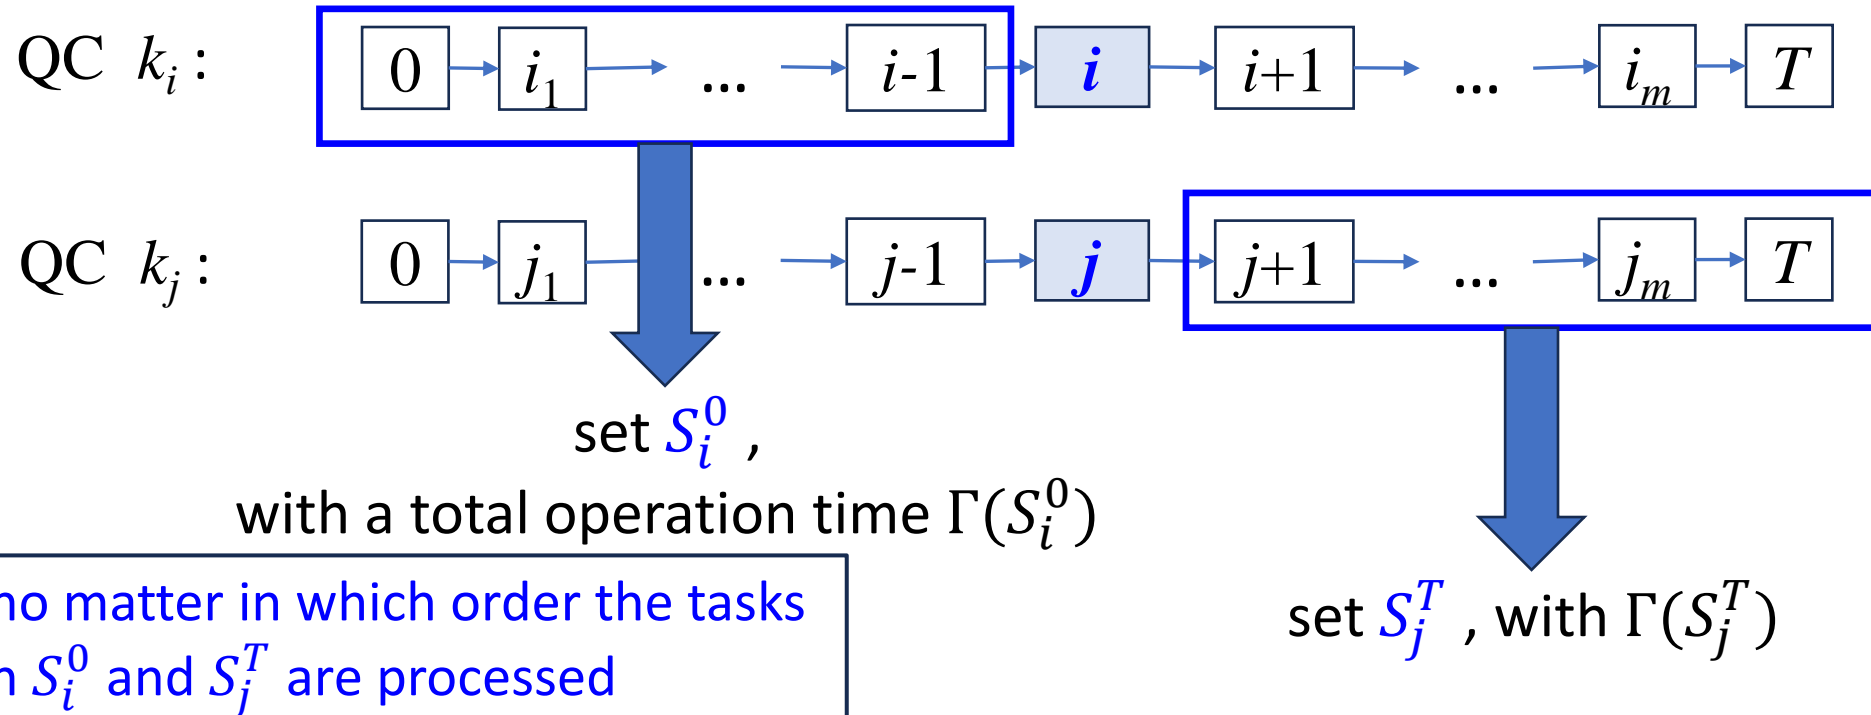 QC k_i : 0 i_1 ... i-1 i i+1 ... i_m T
QC k_j : 0 j_1 ... j-1 j j+1 ... j_m T
set S_i^0 ,
with a total operation time Γ(S_i^0)
no matter in which order the tasks
S_i^0 and S_j^T are processed
set S_j^T , with Γ(S_j^T)